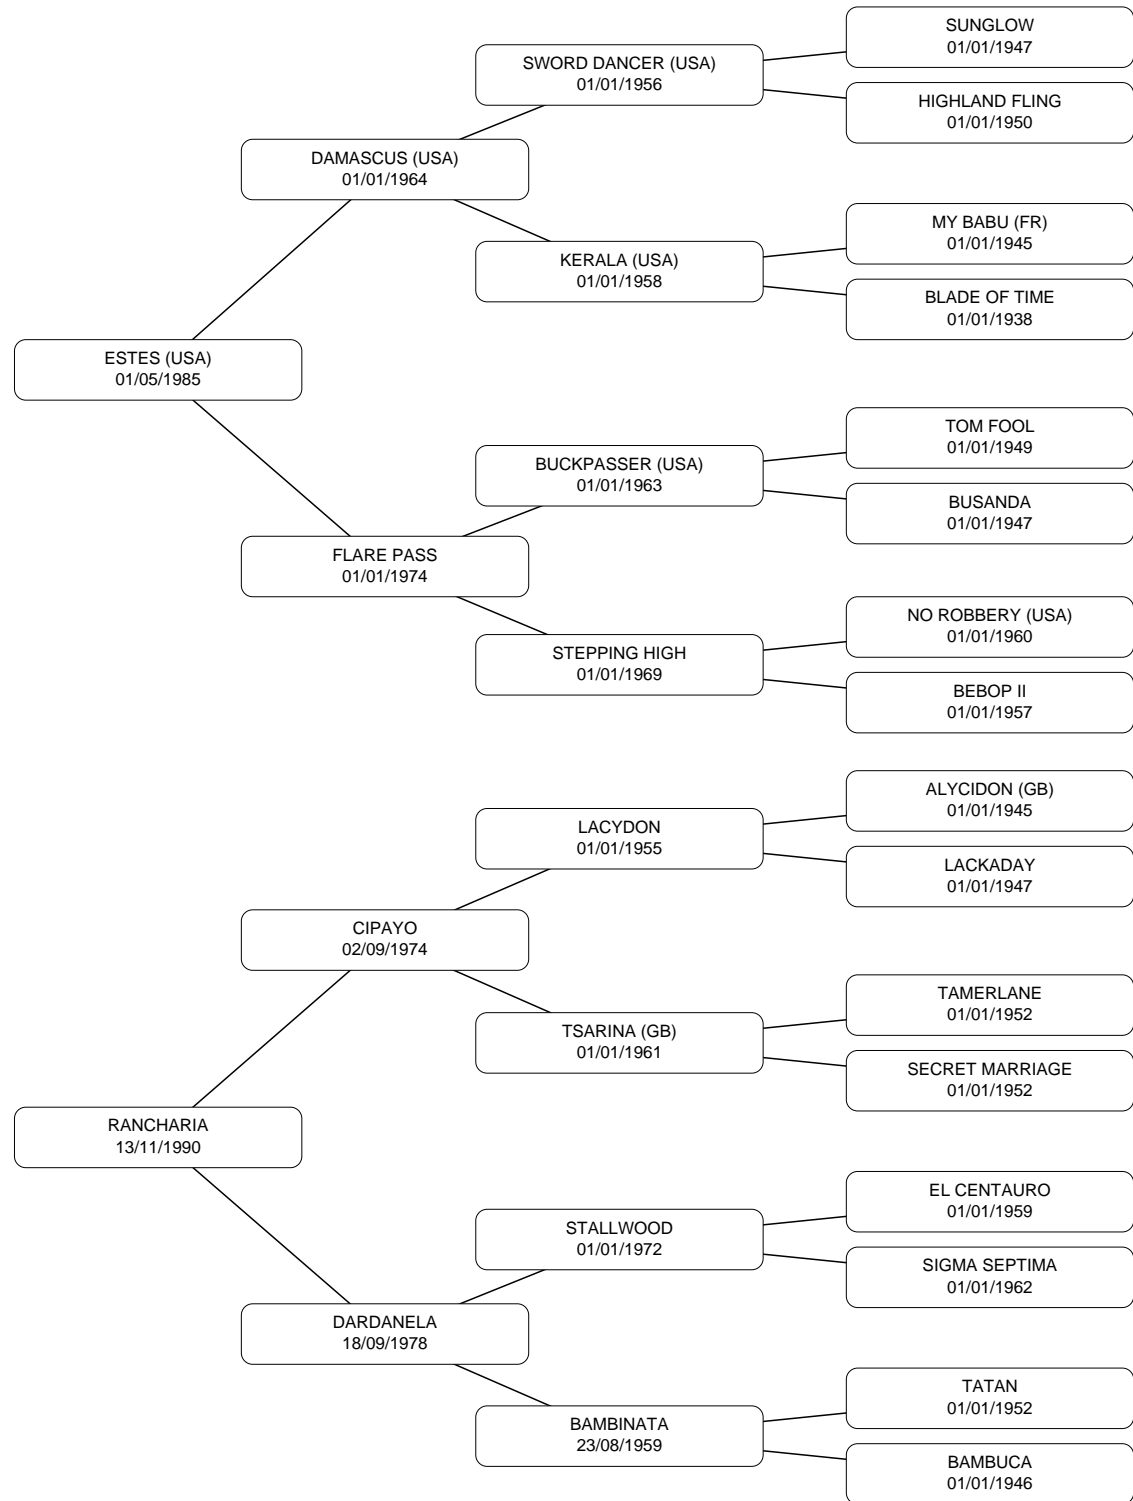 SUNGLOW
01/01/1947
SWORD DANCER (USA)
01/01/1956
HIGHLAND FLING
01/01/1950
DAMASCUS (USA)
01/01/1964
MY BABU (FR)
01/01/1945
KERALA (USA)
01/01/1958
BLADE OF TIME
01/01/1938
ESTES (USA)
01/05/1985
TOM FOOL
01/01/1949
BUCKPASSER (USA)
01/01/1963
BUSANDA
01/01/1947
FLARE PASS
01/01/1974
NO ROBBERY (USA)
01/01/1960
STEPPING HIGH
01/01/1969
BEBOP II
01/01/1957
ALYCIDON (GB)
01/01/1945
LACYDON
01/01/1955
LACKADAY
01/01/1947
CIPAYO
02/09/1974
TAMERLANE
01/01/1952
TSARINA (GB)
01/01/1961
SECRET MARRIAGE
01/01/1952
RANCHARIA
13/11/1990
EL CENTAURO
01/01/1959
STALLWOOD
01/01/1972
SIGMA SEPTIMA
01/01/1962
DARDANELA
18/09/1978
TATAN
01/01/1952
BAMBINATA
23/08/1959
BAMBUCA
01/01/1946